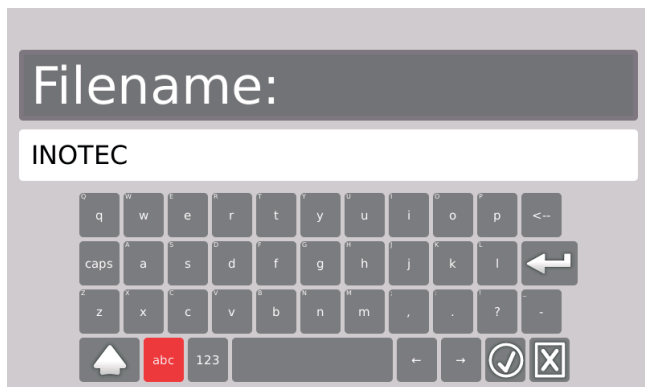 Filename:
INOTEC
Q W E R T Y U I O P
q w e r t y u i o p <--
A S D F G H J K L
caps a s d f g h j k l
Z X C V B N M ; : ! _
z x c v b n m , . ? -
abc 123 ← →